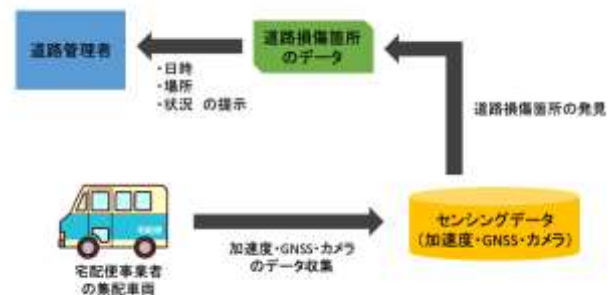 道路管理者
道路損傷箇所
のデータ
・日時
・場所
・状況 の提示
道路損傷箇所の発見
宅配便事業者
の集配車両
加速度・GNSS・カメラ
のデータ収集
センシングデータ
(加速度・GNSS・カメラ)